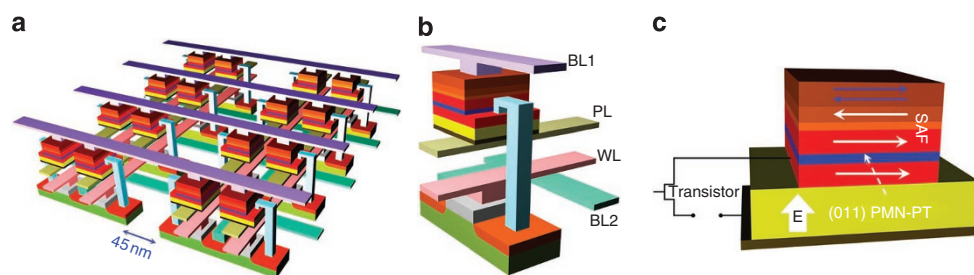 a
45 nm
b
BL1
PL
WL
BL2
c
SAF
Transistor
E
(011) PMN-PT